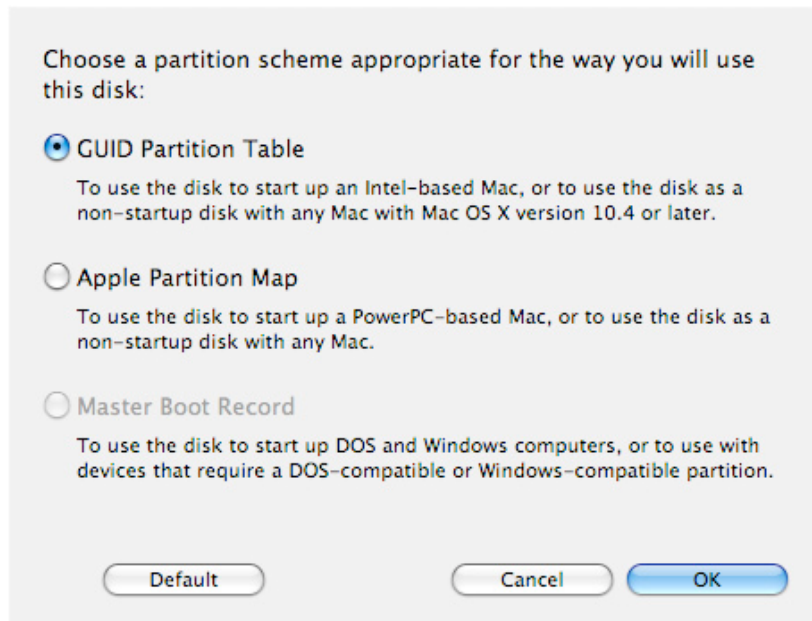 Choose a partition scheme appropriate for the way you will use
this disk:
GUID Partition Table
To use the disk to start up an Intel-based Mac, or to use the disk as a
non-startup disk with any Mac with Mac OS X version 10.4 or later.
Apple Partition Map
To use the disk to start up a PowerPC-based Mac, or to use the disk as a
non-startup disk with any Mac.
Master Boot Record
To use the disk to start up DOS and Windows computers, or to use with
devices that require a DOS-compatible or Windows-compatible partition.
Default
Cancel
OK